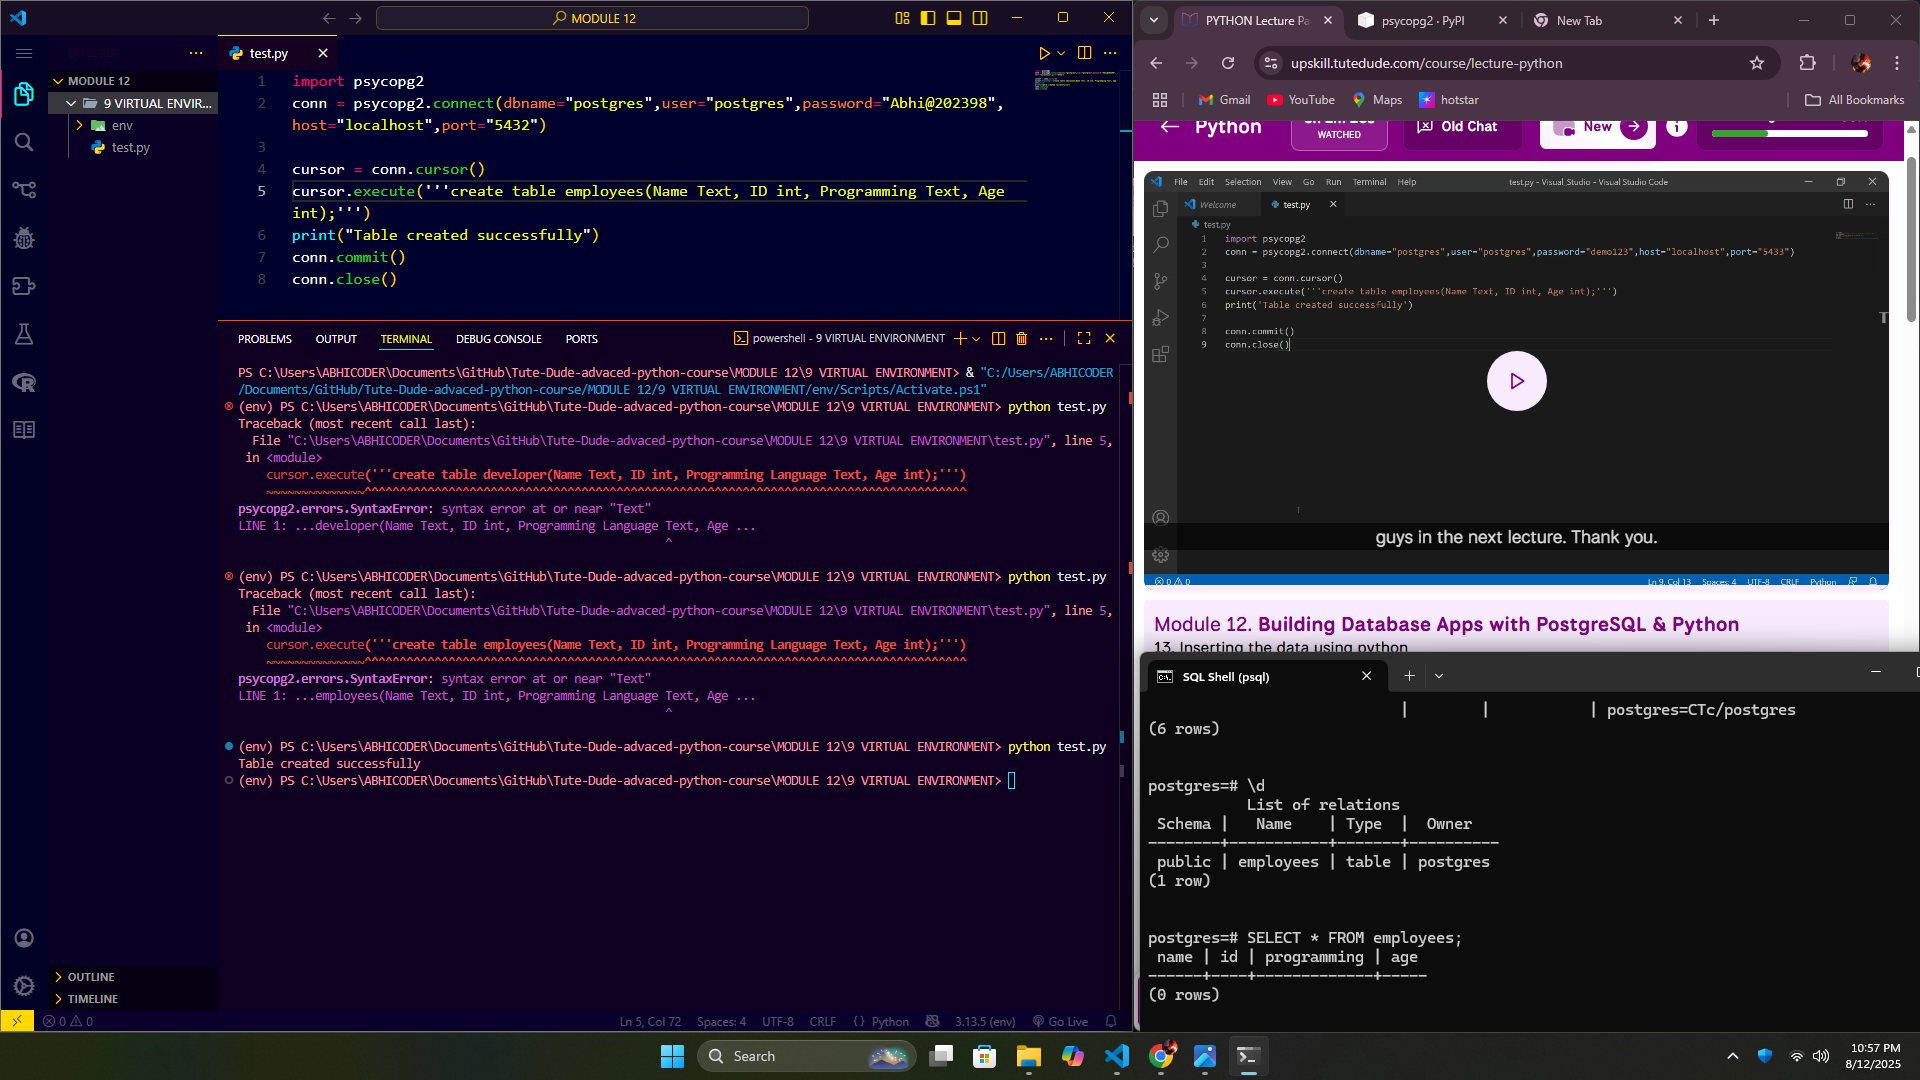 MODULE 12
EXPLORER
MODULE 12
9 VIRTUAL ENVIR...
env
test.py
OUTLINE
TIMELINE
test.py
1 import psycopg2
2 conn = psycopg2.connect(dbname="postgres",user="postgres",password="Abhi@202398",
host="localhost",port="5432")
3
4 cursor = conn.cursor()
5 cursor.execute('''create table employees(Name Text, ID int, Programming Text, Age
int);''')
6 print("Table created successfully")
7 conn.commit()
8 conn.close()
PROBLEMS OUTPUT TERMINAL DEBUG CONSOLE PORTS
powershell - 9 VIRTUAL ENVIRONMENT
PS C:\Users\ABHICODER\Documents\GitHub\Tute-Dude-advaced-python-course\MODULE 12\9 VIRTUAL ENVIRONMENT> & "C:/Users/ABHICODER
/Documents/GitHub/Tute-Dude-advaced-python-course/MODULE 12/9 VIRTUAL ENVIRONMENT/env/Scripts/Activate.ps1"
(env) PS C:\Users\ABHICODER\Documents\GitHub\Tute-Dude-advaced-python-course\MODULE 12\9 VIRTUAL ENVIRONMENT> python test.py
Traceback (most recent call last):
File "C:\Users\ABHICODER\Documents\GitHub\Tute-Dude-advaced-python-course\MODULE 12\9 VIRTUAL ENVIRONMENT\test.py", line 5,
in <module>
cursor.execute('''create table developer(Name Text, ID int, Programming Language Text, Age int);''')
~~~~~~~~~~~~~~^^^^^^^^^^^^^^^^^^^^^^^^^^^^^^^^^^^^^^^^^^^^^^^^^^^^^^^^^^^^^^^^^^^^^^^^^^^^^^^^^^^^^^
psycopg2.errors.SyntaxError: syntax error at or near "Text"
LINE 1: ...developer(Name Text, ID int, Programming Language Text, Age ...
^
(env) PS C:\Users\ABHICODER\Documents\GitHub\Tute-Dude-advaced-python-course\MODULE 12\9 VIRTUAL ENVIRONMENT> python test.py
Traceback (most recent call last):
File "C:\Users\ABHICODER\Documents\GitHub\Tute-Dude-advaced-python-course\MODULE 12\9 VIRTUAL ENVIRONMENT\test.py", line 5,
in <module>
cursor.execute('''create table employees(Name Text, ID int, Programming Language Text, Age int);''')
~~~~~~~~~~~~~~^^^^^^^^^^^^^^^^^^^^^^^^^^^^^^^^^^^^^^^^^^^^^^^^^^^^^^^^^^^^^^^^^^^^^^^^^^^^^^^^^^^^^^
psycopg2.errors.SyntaxError: syntax error at or near "Text"
LINE 1: ...employees(Name Text, ID int, Programming Language Text, Age ...
^
(env) PS C:\Users\ABHICODER\Documents\GitHub\Tute-Dude-advaced-python-course\MODULE 12\9 VIRTUAL ENVIRONMENT> python test.py
Table created successfully
(env) PS C:\Users\ABHICODER\Documents\GitHub\Tute-Dude-advaced-python-course\MODULE 12\9 VIRTUAL ENVIRONMENT>
0 0 Ln 5, Col 72 Spaces: 4 UTF-8 CRLF {} Python 3.13.5 (env) Go Live
PYTHON Lecture Pa psycopg2 · PyPI New Tab
upskill.tutedude.com/course/lecture-python
Gmail YouTube Maps hotstar All Bookmarks
Python
WATCHED
Old Chat
New
File Edit Selection View Go Run Terminal Help test.py - Visual_Studio - Visual Studio Code
Welcome test.py
test.py
1 import psycopg2
2 conn = psycopg2.connect(dbname="postgres",user="postgres",password="demo123",host="localhost",port="5433")
3
4 cursor = conn.cursor()
5 cursor.execute('''create table employees(Name Text, ID int, Age int);''')
6 print('Table created successfully')
7
8 conn.commit()
9 conn.close()
guys in the next lecture. Thank you.
0 0 Ln 9, Col 13 Spaces: 4 UTF-8 CRLF Python
Module 12. Building Database Apps with PostgreSQL & Python
13. Inserting the data using python
SQL Shell (psql)
| | | postgres=CTc/postgres
(6 rows)
postgres=# \d
List of relations
Schema | Name | Type | Owner
--------+-----------+-------+----------
public | employees | table | postgres
(1 row)
postgres=# SELECT * FROM employees;
name | id | programming | age
------+----+-------------+-----
(0 rows)
Search
10:57 PM
8/12/2025